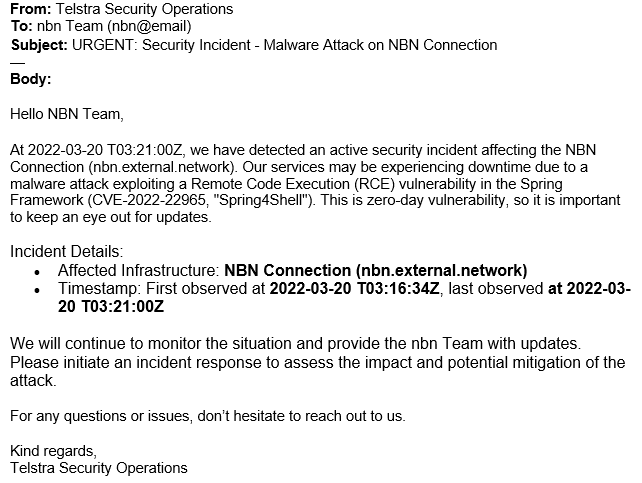 From: Telstra Security Operations
To: nbn Team (nbn@email)
Subject: URGENT: Security Incident - Malware Attack on NBN Connection
—
Body:
Hello NBN Team,
At 2022-03-20 T03:21:00Z, we have detected an active security incident affecting the NBN
Connection (nbn.external.network). Our services may be experiencing downtime due to a
malware attack exploiting a Remote Code Execution (RCE) vulnerability in the Spring
Framework (CVE-2022-22965, "Spring4Shell"). This is zero-day vulnerability, so it is important
to keep an eye out for updates.
Incident Details:
• Affected Infrastructure: NBN Connection (nbn.external.network)
• Timestamp: First observed at 2022-03-20 T03:16:34Z, last observed at 2022-03-
20 T03:21:00Z
We will continue to monitor the situation and provide the nbn Team with updates.
Please initiate an incident response to assess the impact and potential mitigation of the
attack.
For any questions or issues, don’t hesitate to reach out to us.
Kind regards,
Telstra Security Operations